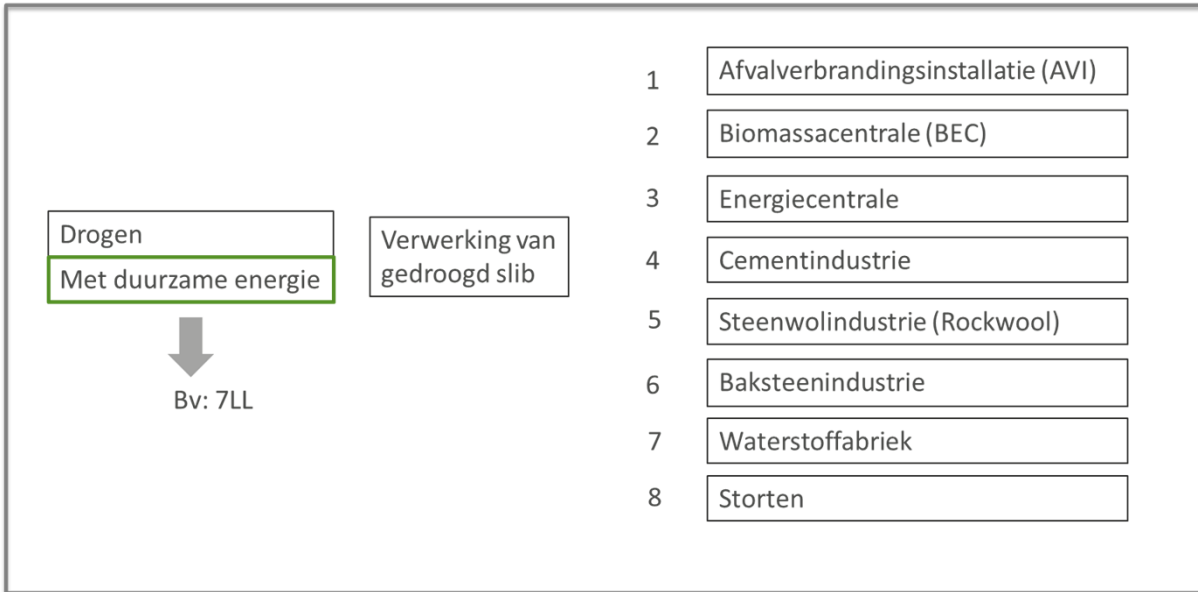 Drogen
Met duurzame energie
Bv: 7LL
Verwerking van
gedroogd slib
1 Afvalverbrandingsinstallatie (AVI)
2 Biomassacentrale (BEC)
3 Energiecentrale
4 Cementindustrie
5 Steenwolindustrie (Rockwool)
6 Baksteenindustrie
7 Waterstoffabriek
8 Storten